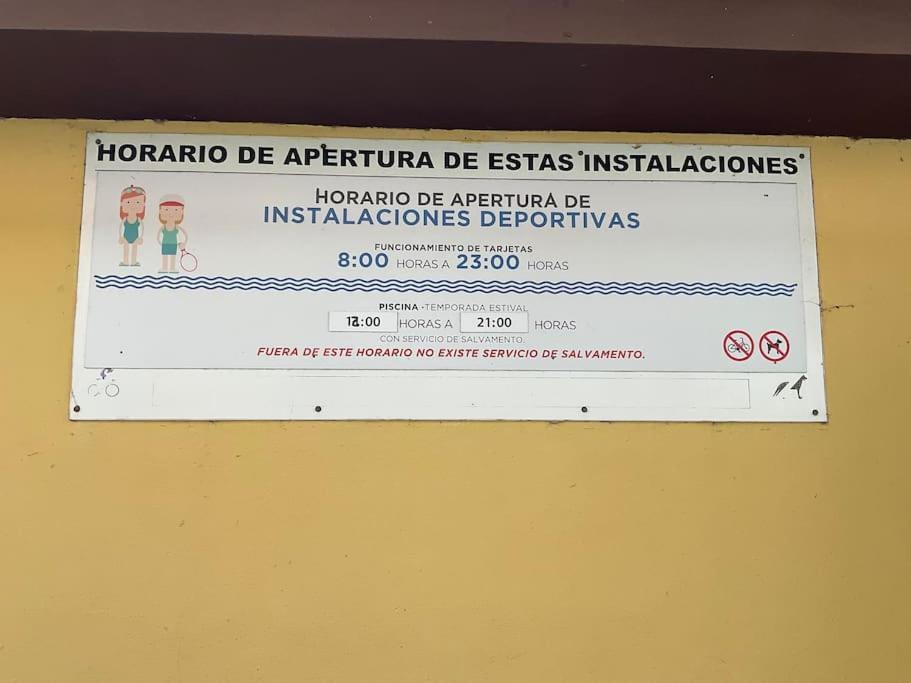 HORARIO DE APERTURA DE ESTAS INSTALACIONES
HORARIO DE APERTURA DE
INSTALACIONES DEPORTIVAS
FUNCIONAMIENTO DE TARJETAS
8:00 HORAS A 23:00 HORAS
PISCINA - TEMPORADA ESTIVAL
HORAS A 21:00 HORAS
CON SERVICIO DE SALVAMENTO.
FUERA DE ESTE HORARIO NO EXISTE SERVICIO DE SALVAMENTO.